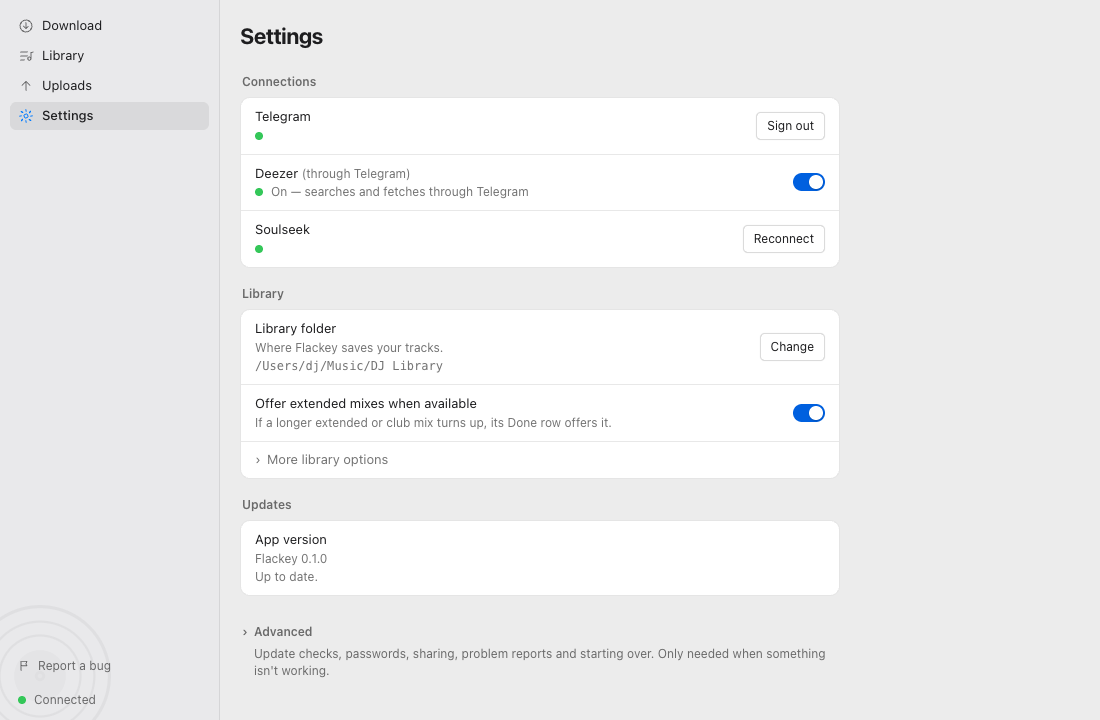 Download
Library
Uploads
Settings
Report a bug
Connected
Settings
Connections
Telegram
Sign out
Deezer (through Telegram)
On — searches and fetches through Telegram
Soulseek
Reconnect
Library
Library folder
Where Flackey saves your tracks.
/Users/dj/Music/DJ Library
Change
Offer extended mixes when available
If a longer extended or club mix turns up, its Done row offers it.
› More library options
Updates
App version
Flackey 0.1.0
Up to date.
› Advanced
Update checks, passwords, sharing, problem reports and starting over. Only needed when something
isn't working.